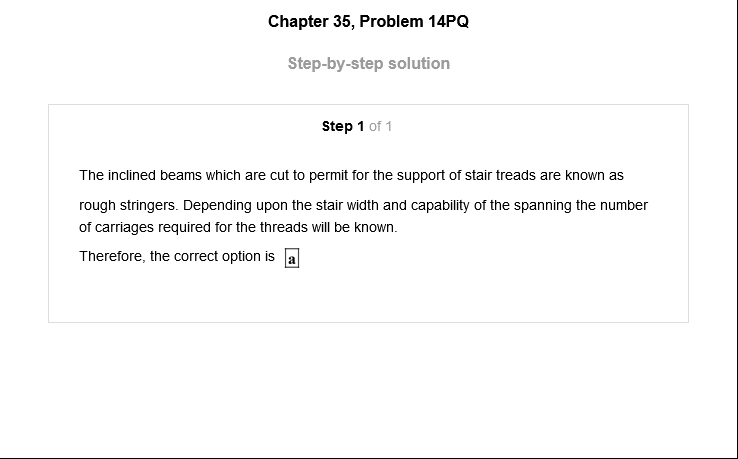 Chapter 35, Problem 14PQ
Step-by-step solution
Step 1 of 1
The inclined beams which are cut to permit for the support of stair treads are known as
rough stringers. Depending upon the stair width and capability of the spanning the number
of carriages required for the threads will be known.
Therefore, the correct option is a